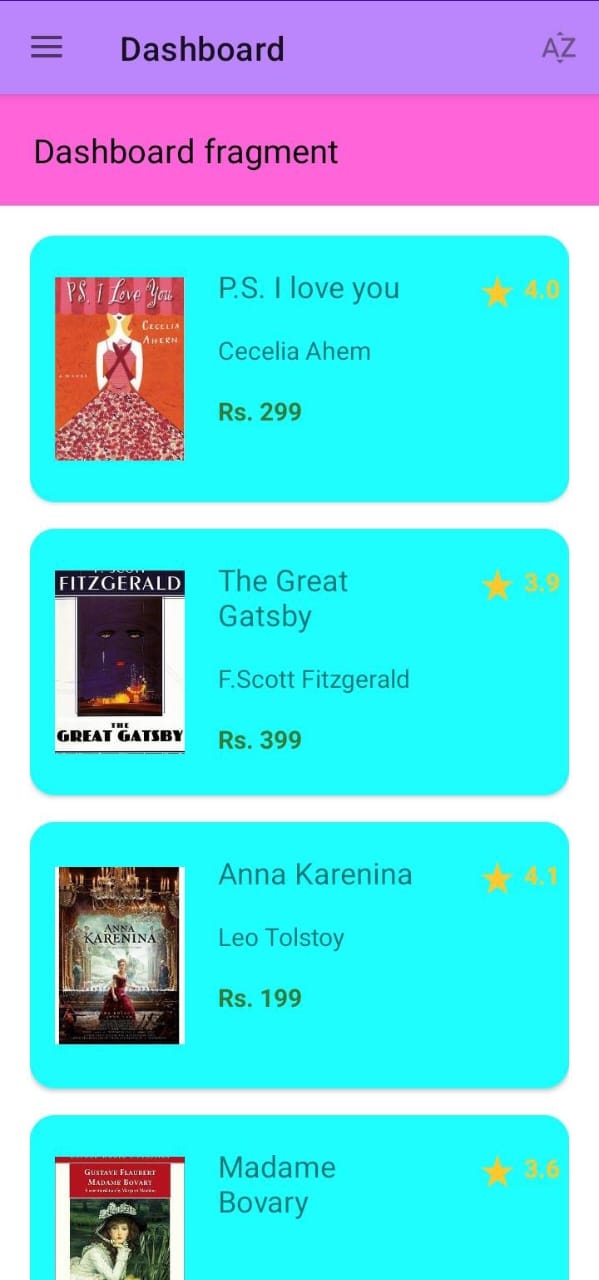 Dashboard
AZ
Dashboard fragment
P.S. I Love You
CECELIA
AHERN
A NOVEL
P.S. I love you
4.0
Cecelia Ahem
Rs. 299
FITZGERALD
THE
GREAT GATSBY
The Great
Gatsby
3.9
F.Scott Fitzgerald
Rs. 399
ANNA
KARENINA
Anna Karenina
4.1
Leo Tolstoy
Rs. 199
GUSTAVE FLAUBERT
MADAME BOVARY
Madame
Bovary
3.6